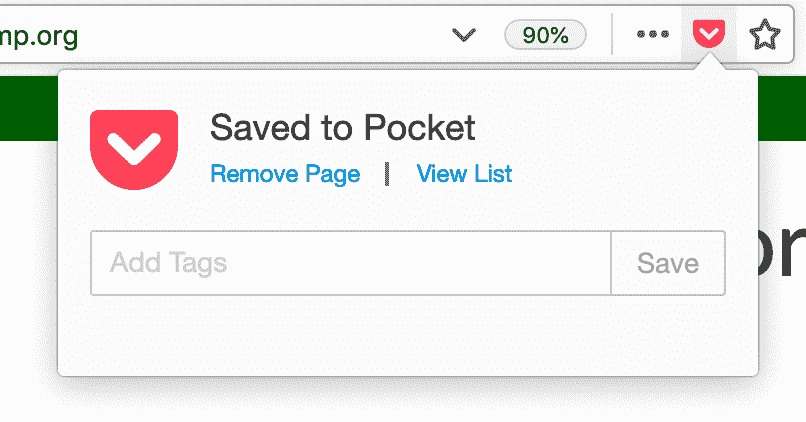 mp.org
90%
Saved to Pocket
Remove Page | View List
Add Tags
Save